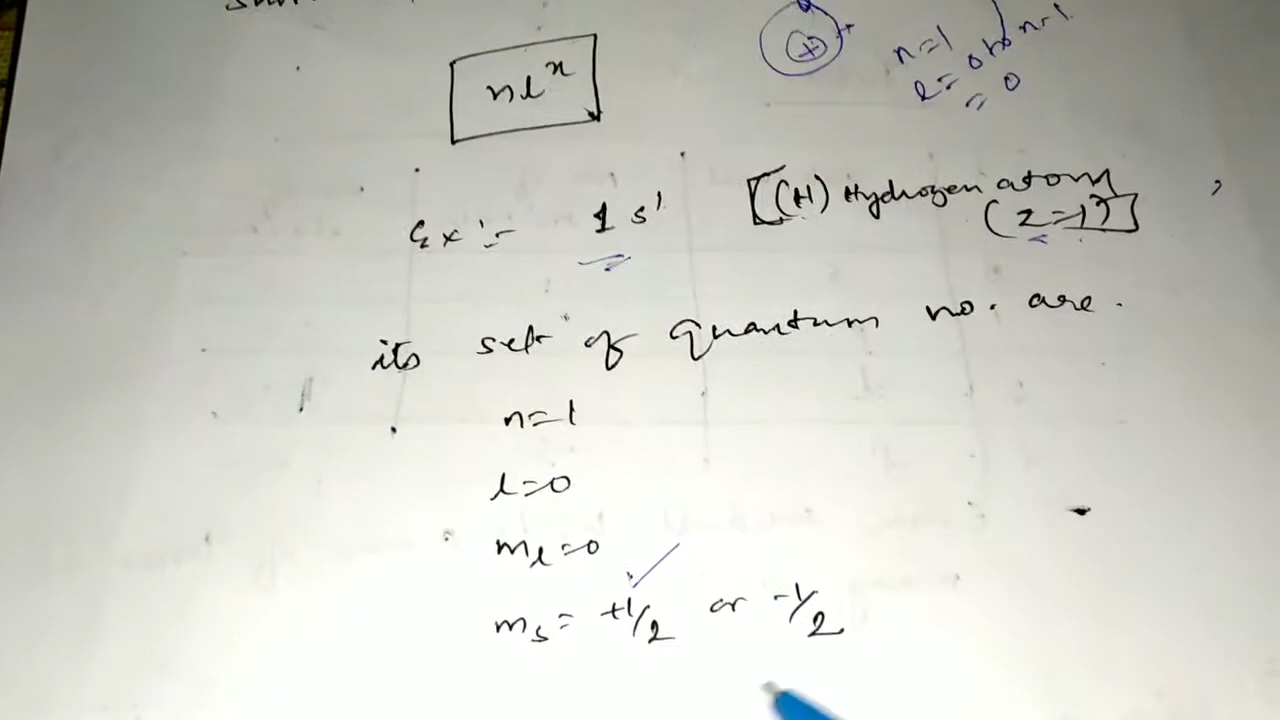 nlˣ
+
n=1
l= 0 to n-1
= 0
Ex:- 1s¹ [(H) Hydrogen atom ,
(Z=1)]
its set of quantum no. are.
n=1
l=0
mₗ=0
mₛ= +1/2 or -1/2